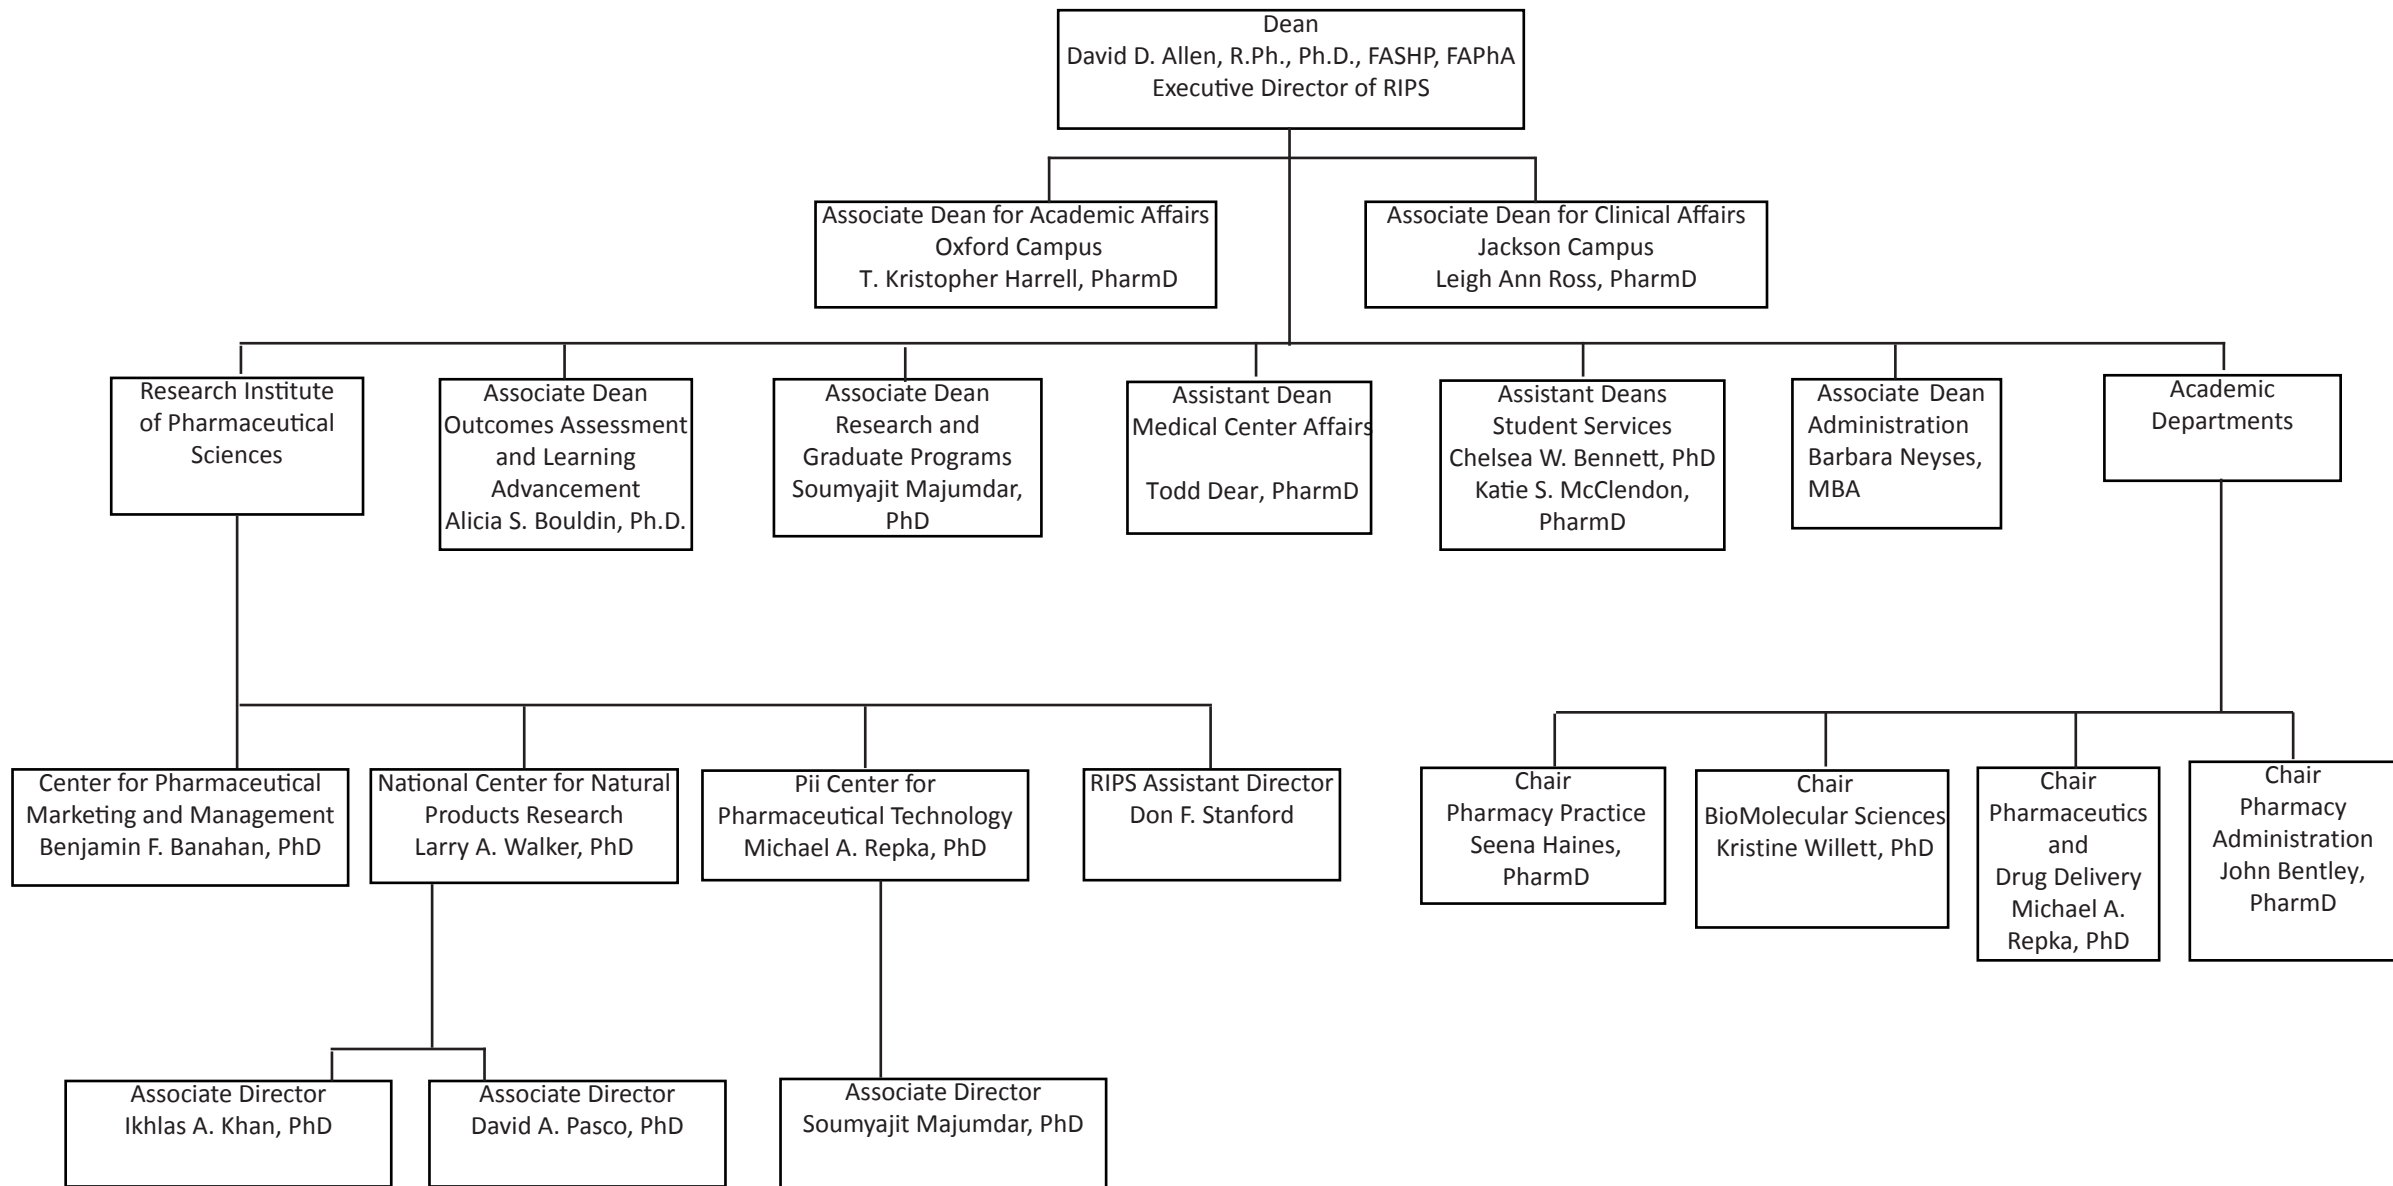 Dean
David D. Allen, R.Ph., Ph.D., FASHP, FAPhA
Executive Director of RIPS
Associate Dean for Academic Affairs
Oxford Campus
T. Kristopher Harrell, PharmD
Associate Dean for Clinical Affairs
Jackson Campus
Leigh Ann Ross, PharmD
Research Institute
of Pharmaceutical
Sciences
Associate Dean
Outcomes Assessment
and Learning
Advancement
Alicia S. Bouldin, Ph.D.
Associate Dean
Research and
Graduate Programs
Soumyajit Majumdar,
PhD
Assistant Dean
Medical Center Affairs
Todd Dear, PharmD
Assistant Deans
Student Services
Chelsea W. Bennett, PhD
Katie S. McClendon,
PharmD
Associate Dean
Administration
Barbara Neyses,
MBA
Academic
Departments
Center for Pharmaceutical
Marketing and Management
Benjamin F. Banahan, PhD
National Center for Natural
Products Research
Larry A. Walker, PhD
Pii Center for
Pharmaceutical Technology
Michael A. Repka, PhD
RIPS Assistant Director
Don F. Stanford
Chair
Pharmacy Practice
Seena Haines,
PharmD
Chair
BioMolecular Sciences
Kristine Willett, PhD
Chair
Pharmaceutics
and
Drug Delivery
Michael A.
Repka, PhD
Chair
Pharmacy
Administration
John Bentley,
PharmD
Associate Director
Ikhlas A. Khan, PhD
Associate Director
David A. Pasco, PhD
Associate Director
Soumyajit Majumdar, PhD